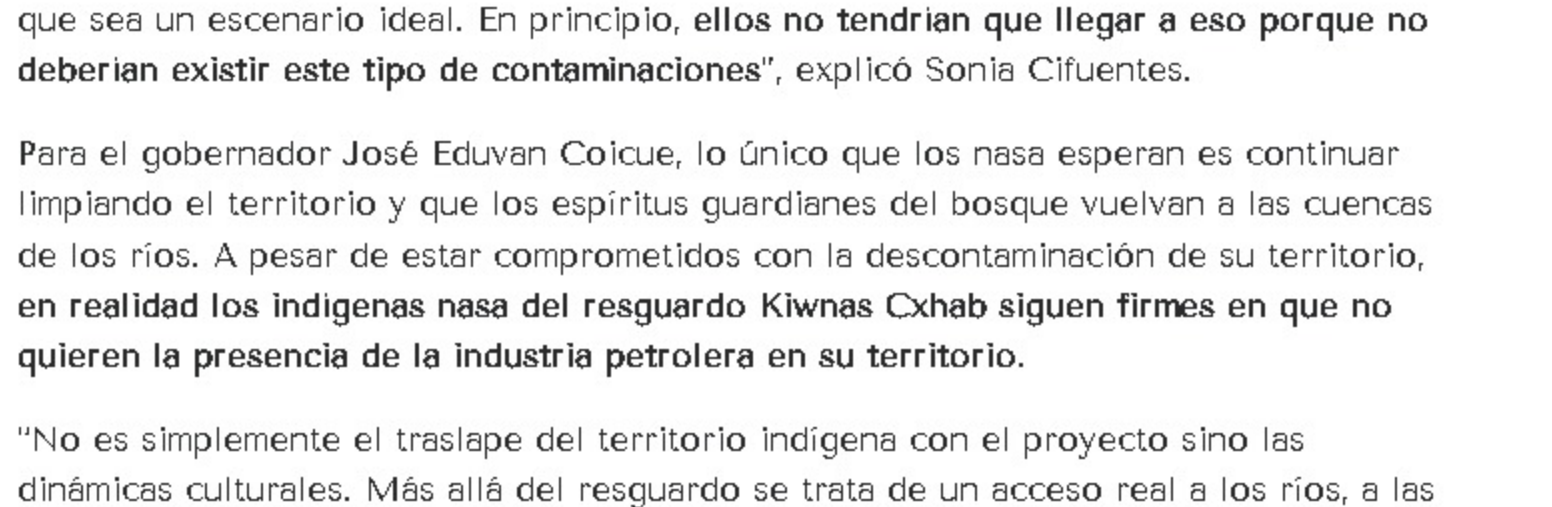 que sea un escenario ideal. En principio, ellos no tendrían que llegar a eso porque no
deberían existir este tipo de contaminaciones", explicó Sonia Cifuentes.
Para el gobernador José Eduvan Coicue, lo único que los nasa esperan es continuar
limpiando el territorio y que los espíritus guardianes del bosque vuelvan a las cuencas
de los ríos. A pesar de estar comprometidos con la descontaminación de su territorio,
en realidad los indígenas nasa del resguardo Kiwnas Cxhab siguen firmes en que no
quieren la presencia de la industria petrolera en su territorio.
"No es simplemente el traslape del territorio indígena con el proyecto sino las
dinámicas culturales. Más allá del resguardo se trata de un acceso real a los ríos, a las